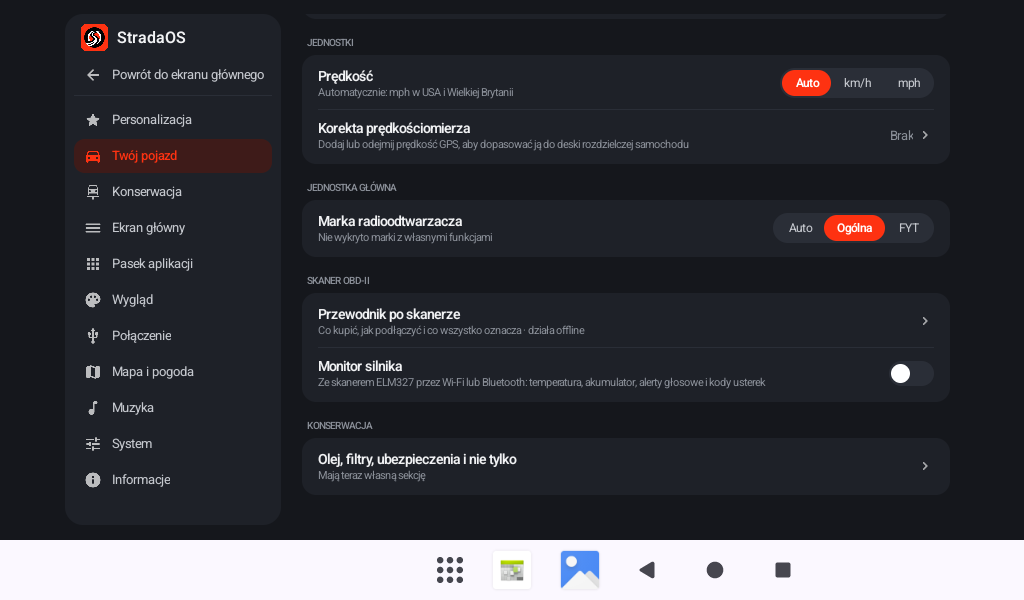 StradaOS
Powrót do ekranu głównego
Personalizacja
Twój pojazd
Konserwacja
Ekran główny
Pasek aplikacji
Wygląd
Połączenie
Mapa i pogoda
Muzyka
System
Informacje
JEDNOSTKI
Prędkość
Automatycznie: mph w USA i Wielkiej Brytanii
Auto km/h mph
Korekta prędkościomierza
Dodaj lub odejmij prędkość GPS, aby dopasować ją do deski rozdzielczej samochodu
Brak
JEDNOSTKA GŁÓWNA
Marka radioodtwarzacza
Nie wykryto marki z własnymi funkcjami
Auto Ogólna FYT
SKANER OBD-II
Przewodnik po skanerze
Co kupić, jak podłączyć i co wszystko oznacza · działa offline
Monitor silnika
Ze skanerem ELM327 przez Wi-Fi lub Bluetooth: temperatura, akumulator, alerty głosowe i kody usterek
KONSERWACJA
Olej, filtry, ubezpieczenia i nie tylko
Mają teraz własną sekcję